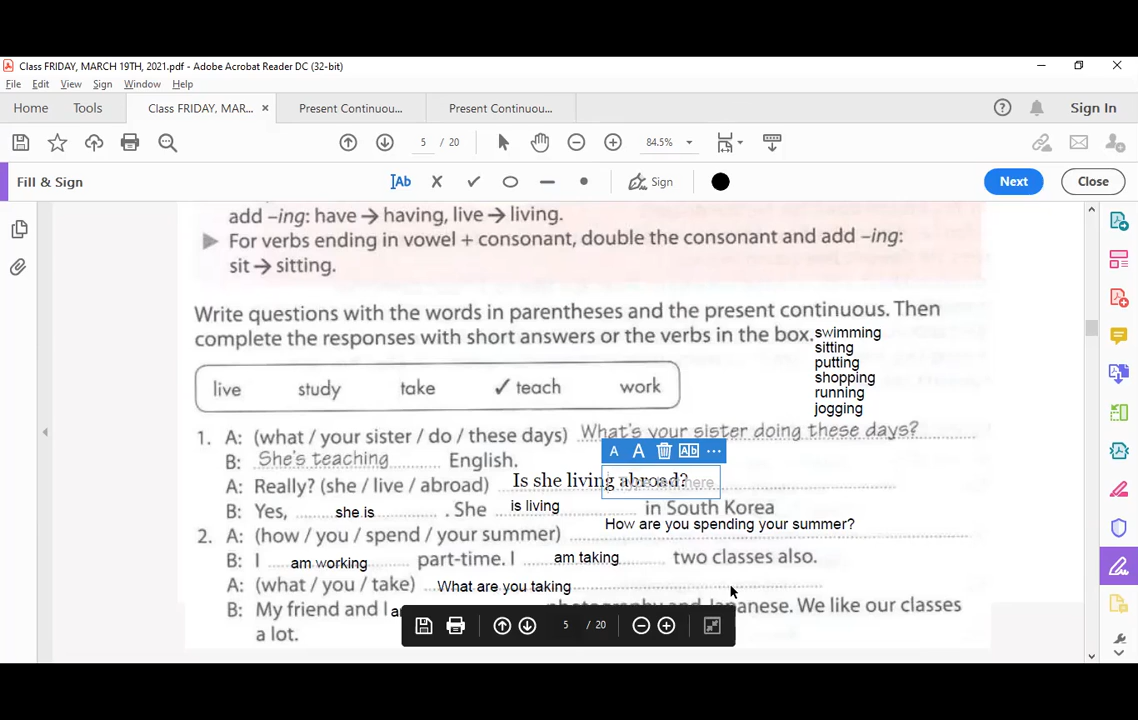 Class FRIDAY, MARCH 19TH, 2021.pdf - Adobe Acrobat Reader DC (32-bit)
File Edit View Sign Window Help
Home Tools Class FRIDAY, MAR... × Present Continuou... Present Continuou... Sign In
5 / 20 84.5%
Fill & Sign Ab Sign Next Close
add –ing: have → having, live → living.
▶ For verbs ending in vowel + consonant, double the consonant and add –ing:
sit → sitting.
Write questions with the words in parentheses and the present continuous. Then
complete the responses with short answers or the verbs in the box.
swimming
sitting
putting
shopping
running
jogging
live study take ✓ teach work
1. A: (what / your sister / do / these days) What's your sister doing these days?
A A Ab ...
B: She's teaching English.
A: Really? (she / live / abroad) Is she living abroad?
B: Yes, she is . She is living in South Korea
How are you spending your summer?
2. A: (how / you / spend / your summer)
B: I am working part-time. I am taking two classes also.
A: (what / you / take) What are you taking
B: My friend and I photography and Japanese. We like our classes
a lot.
5 / 20